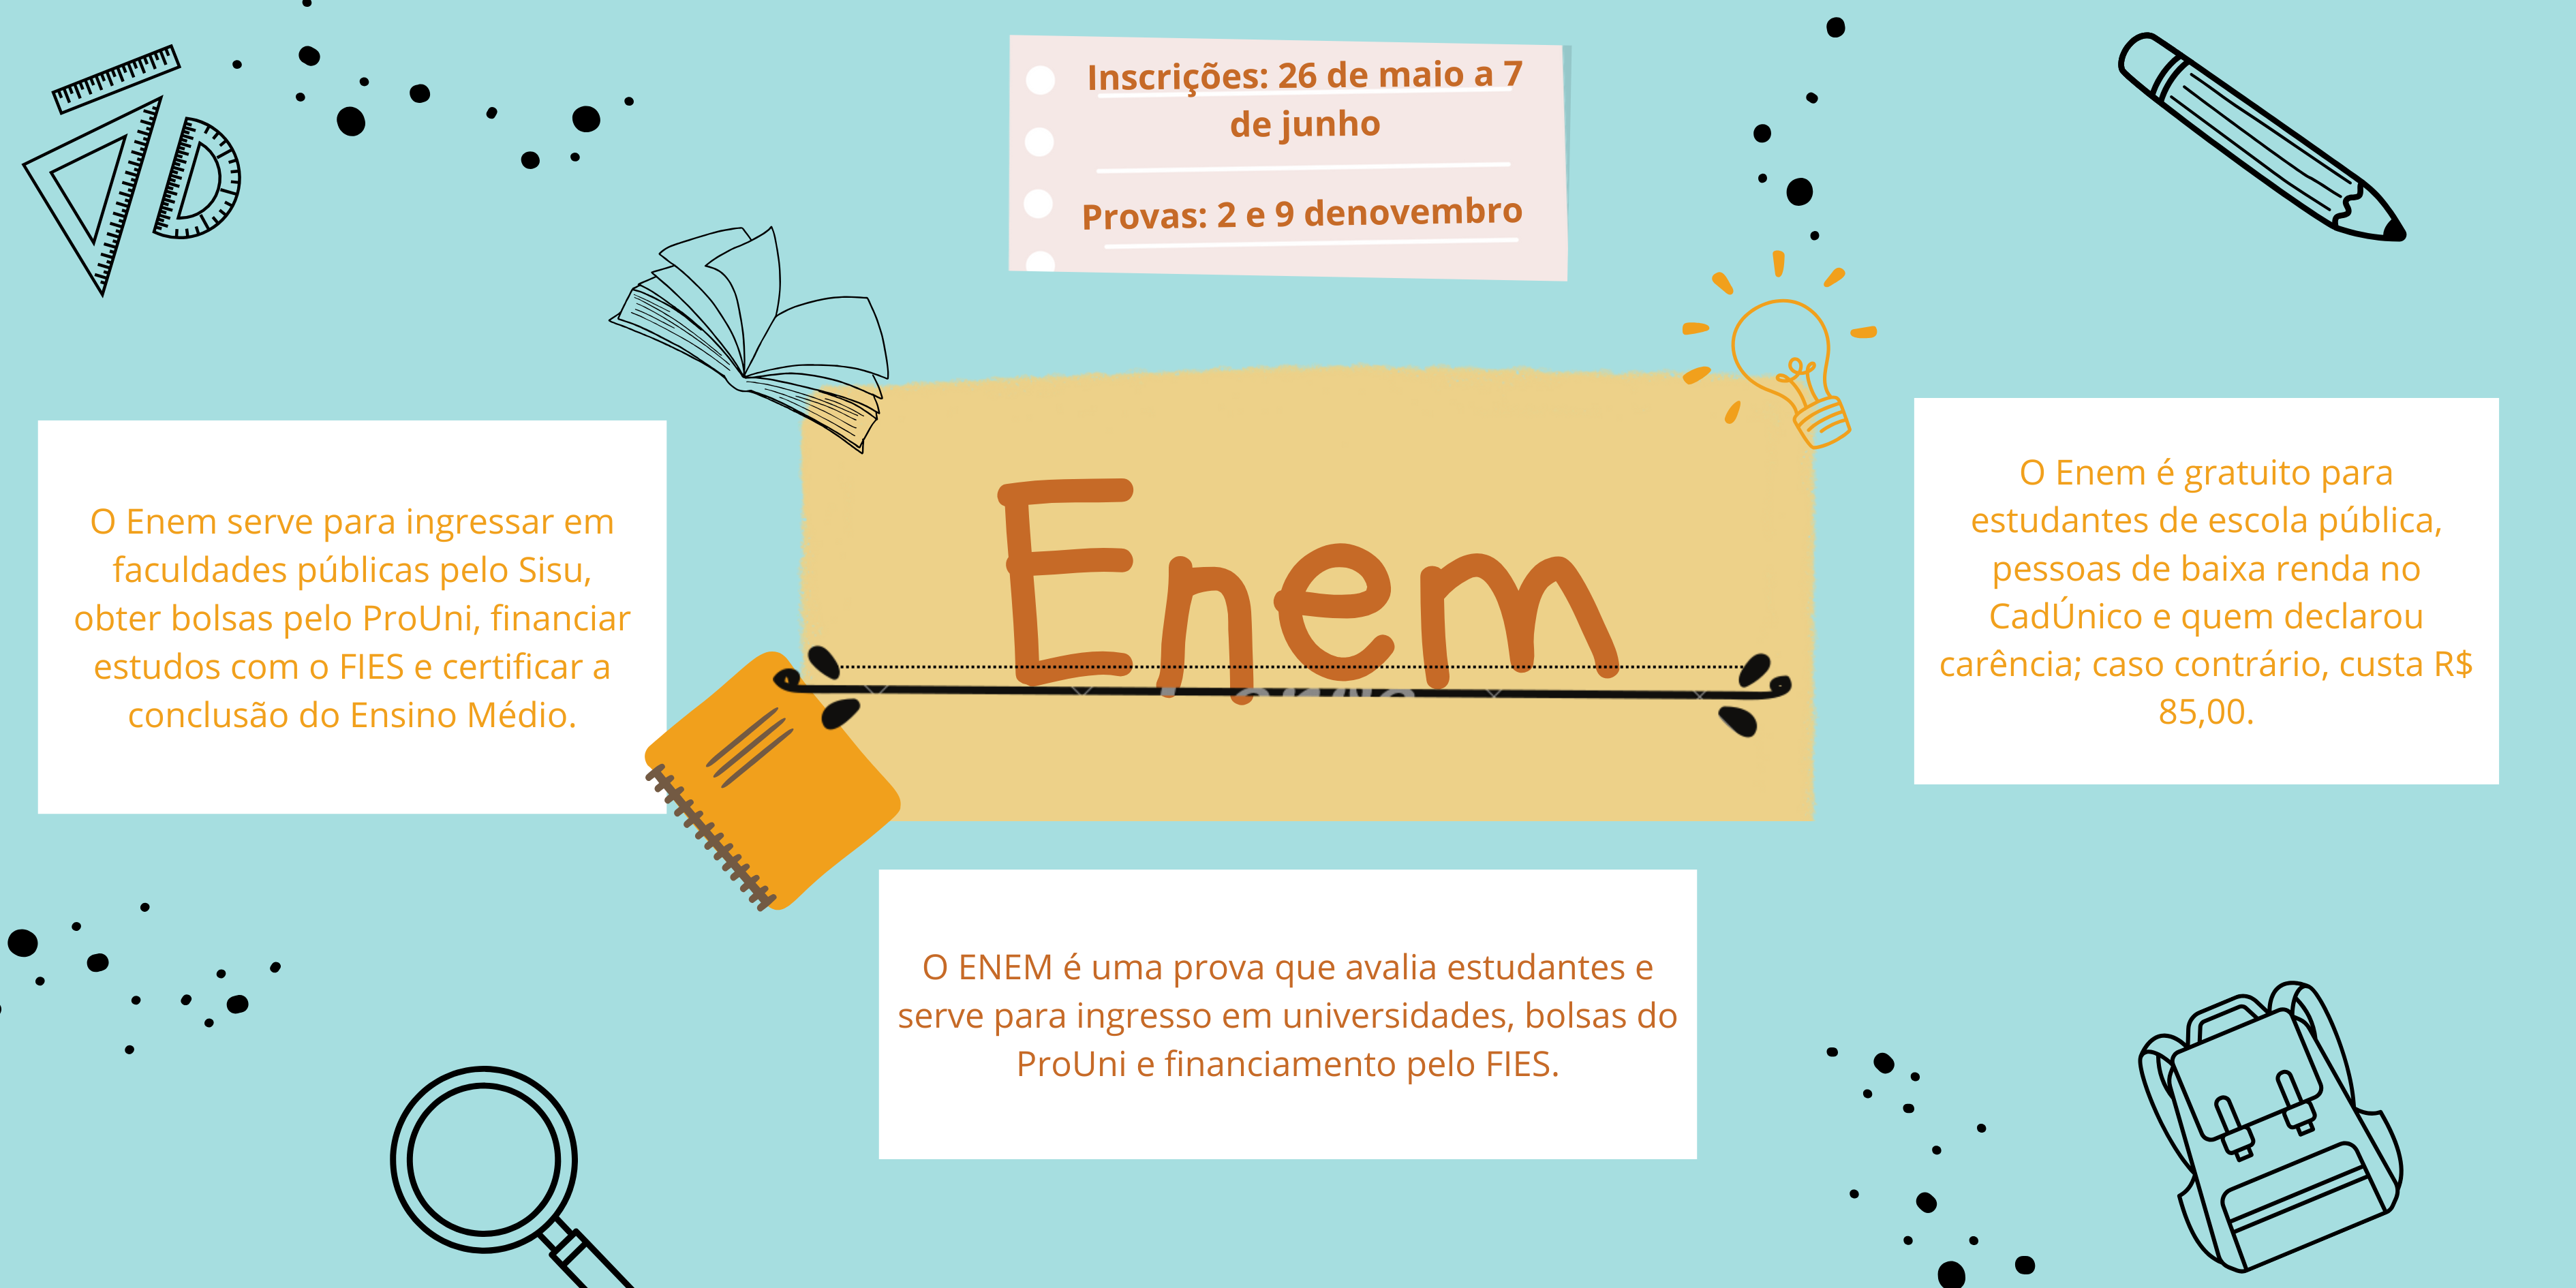 Inscrições: 26 de maio a 7
de junho
Provas: 2 e 9 denovembro
O Enem serve para ingressar em
faculdades públicas pelo Sisu,
obter bolsas pelo ProUni, financiar
estudos com o FIES e certificar a
conclusão do Ensino Médio.
Enem
O Enem é gratuito para
estudantes de escola pública,
pessoas de baixa renda no
CadÚnico e quem declarou
carência; caso contrário, custa R$
85,00.
O ENEM é uma prova que avalia estudantes e
serve para ingresso em universidades, bolsas do
ProUni e financiamento pelo FIES.